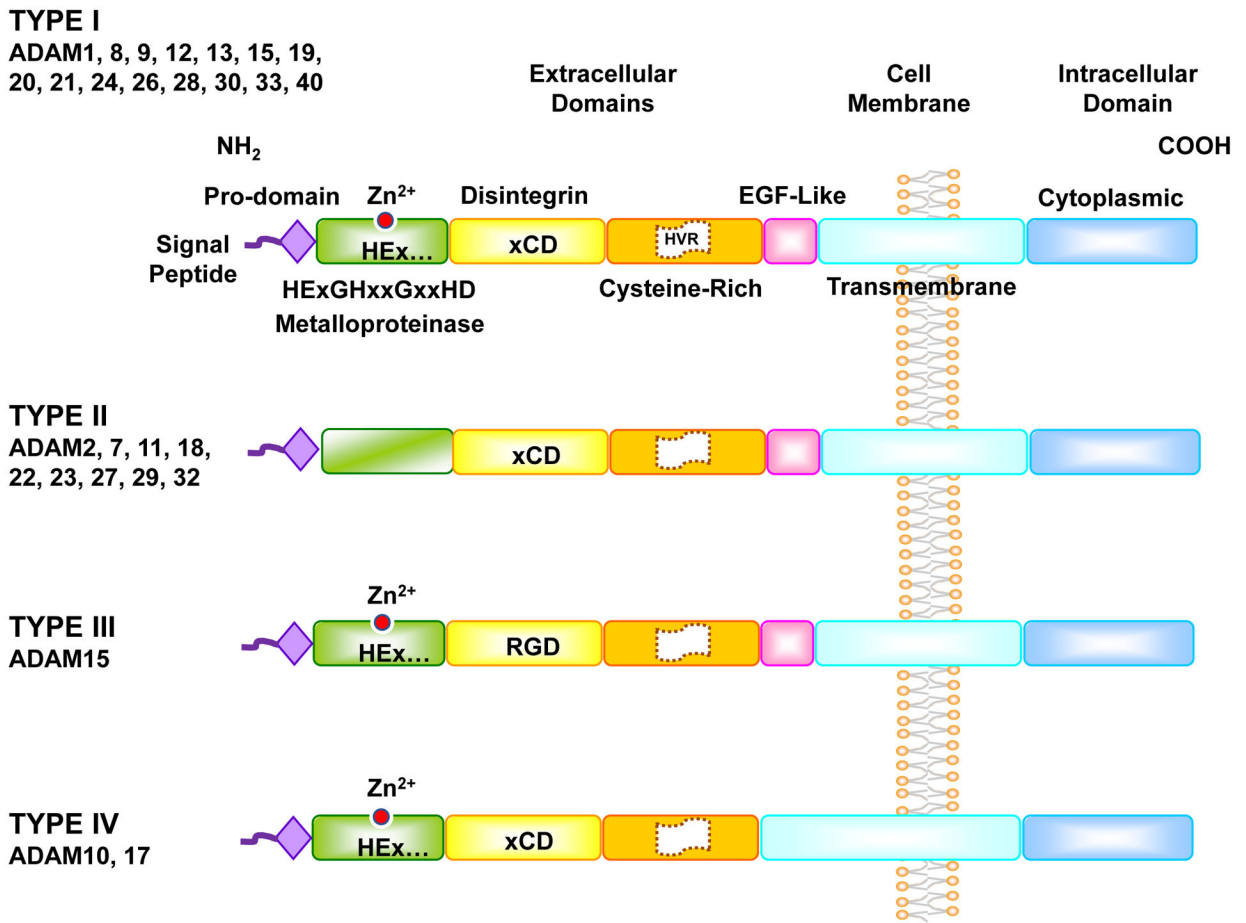 TYPE I
ADAM1, 8, 9, 12, 13, 15, 19,
20, 21, 24, 26, 28, 30, 33, 40
Extracellular
Domains
Cell
Membrane
Intracellular
Domain
NH₂
COOH
Pro-domain
Zn²⁺
Disintegrin
EGF-Like
Cytoplasmic
Signal
Peptide
HEx...
xCD
HVR
HExGHxxGxxHD
Metalloproteinase
Cysteine-Rich
Transmembrane
TYPE II
ADAM2, 7, 11, 18,
22, 23, 27, 29, 32
xCD
TYPE III
ADAM15
Zn²⁺
HEx...
RGD
TYPE IV
ADAM10, 17
Zn²⁺
HEx...
xCD